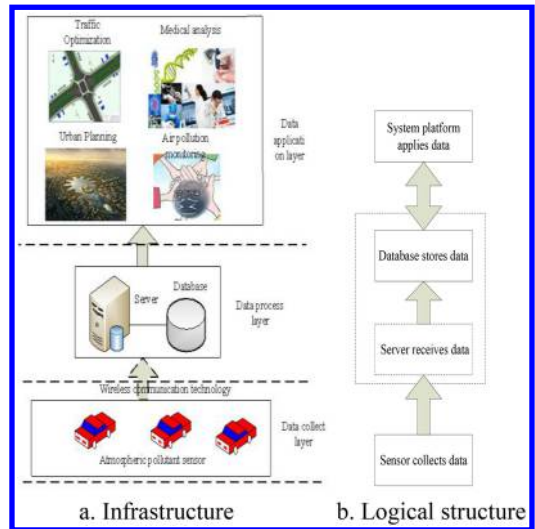 Traffic
Optimization
Medical analysis
Urban Planning
Air pollution
monitoring
Data
applicati
on layer
Server
Database
Data process
layer
Wireless communication technology
Atmospheric pollutant sensor
Data collect
layer
a. Infrastructure
System platform
applies data
Database stores data
Server receives data
Sensor collects data
b. Logical structure